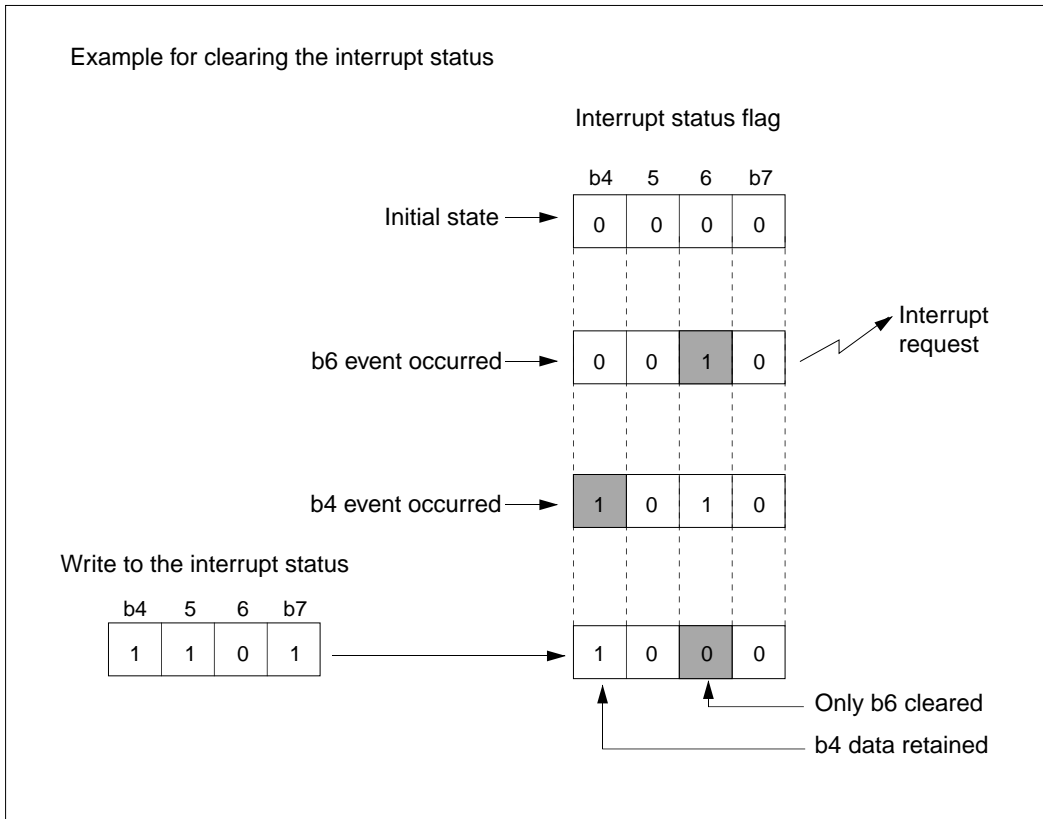 Example for clearing the interrupt status
Interrupt status flag
b4 5 6 b7
Initial state
0 0 0 0
Interrupt
request
b6 event occurred
0 0 1 0
b4 event occurred
1 0 1 0
Write to the interrupt status
b4 5 6 b7
1 1 0 1
1 0 0 0
Only b6 cleared
b4 data retained